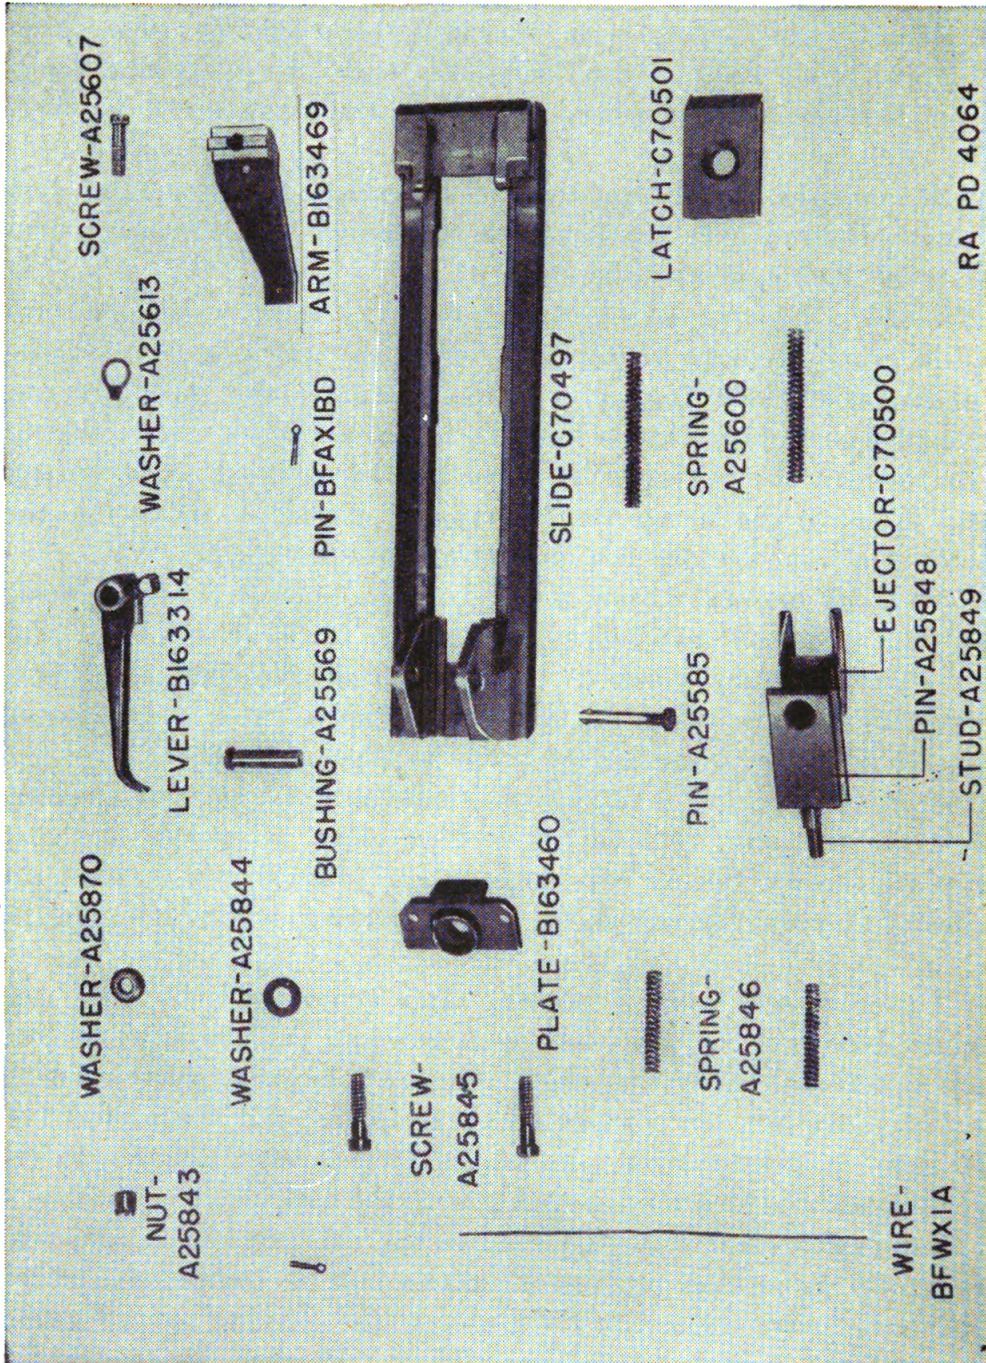 NUT-
A25843
WASHER-A25870
LEVER-B163314
WASHER-A25613
SCREW-A25607
WASHER-A25844
BUSHING-A25569
PIN-BFAX1BD
ARM-B163469
SCREW-
A25845
PLATE-B163460
SLIDE-C70497
LATCH-C70501
SPRING-
A25846
PIN-A25585
SPRING-
A25600
EJECTOR-C70500
PIN-A25848
STUD-A25849
WIRE-
BFWX1A
RA PD 4064